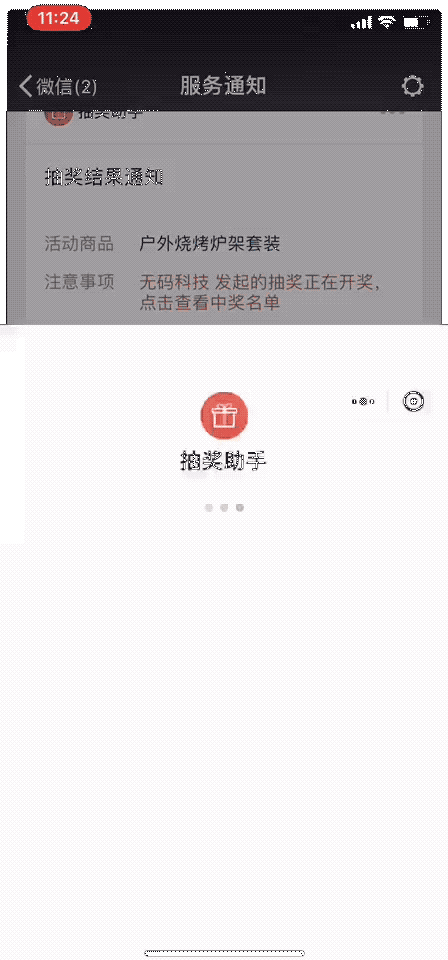 11:24
微信(2)
服务通知
抽奖助手
抽奖结果通知
活动商品 户外烧烤炉架套装
注意事项 无码科技 发起的抽奖正在开奖，
点击查看中奖名单
抽奖助手